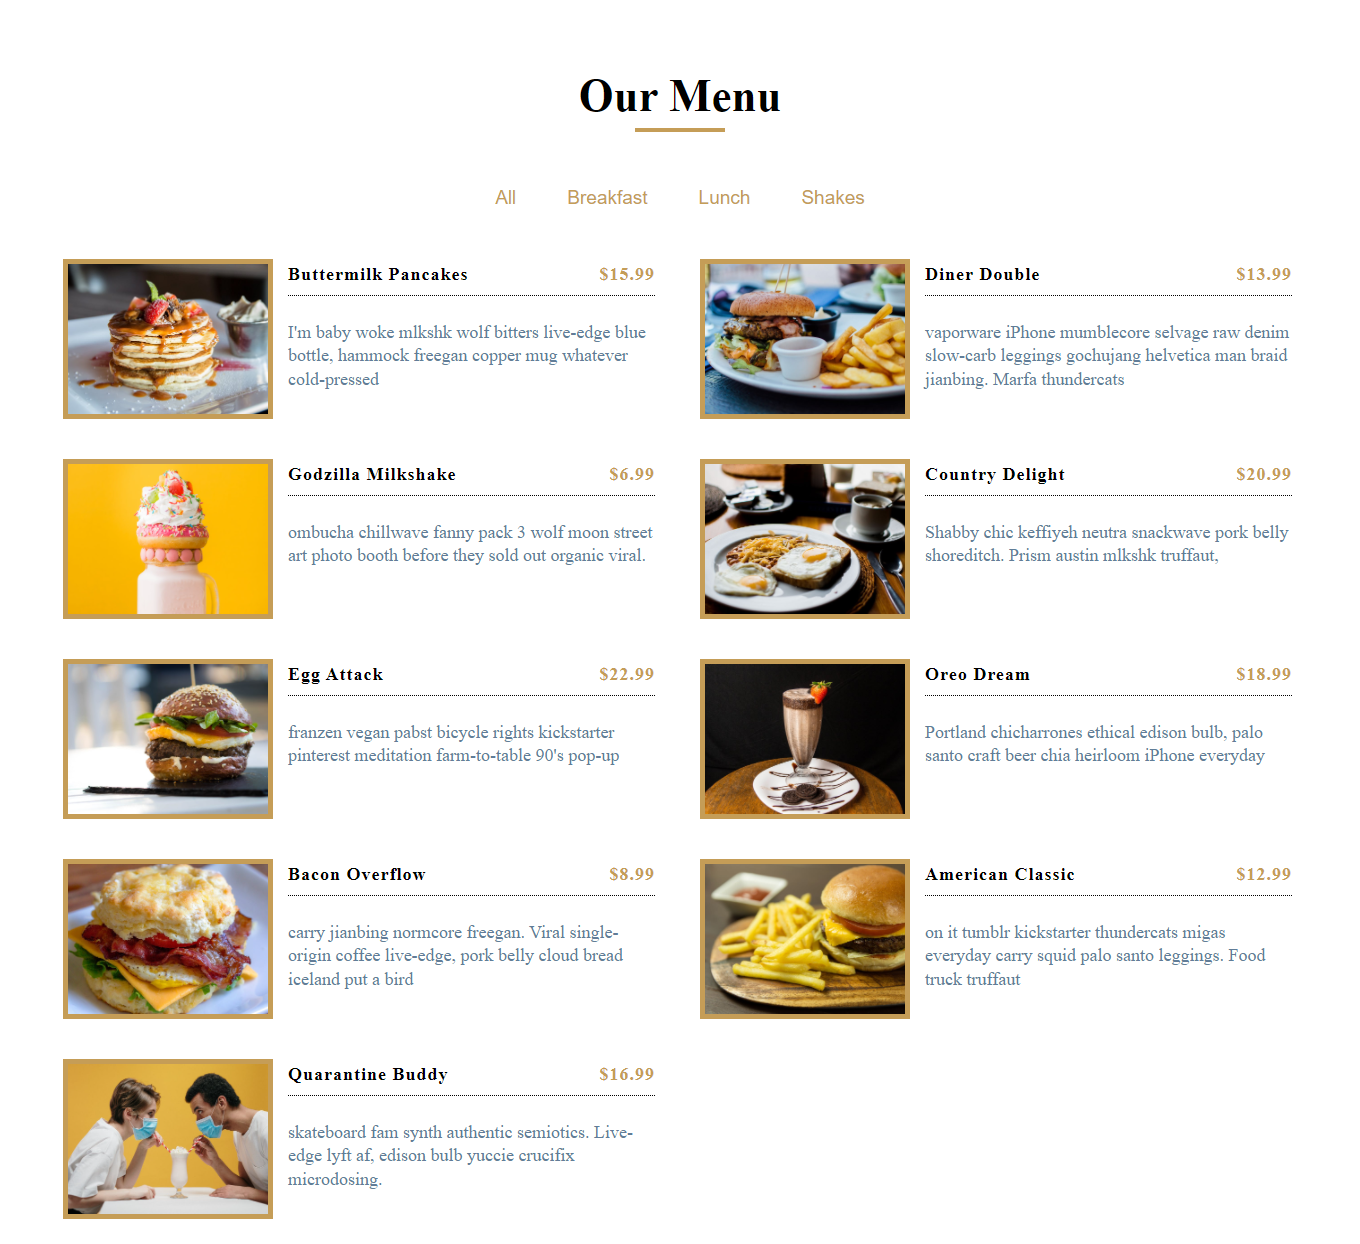 Our Menu
All
Breakfast
Lunch
Shakes
Buttermilk Pancakes
$15.99
I'm baby woke mlkshk wolf bitters live-edge blue
bottle, hammock freegan copper mug whatever
cold-pressed
Diner Double
$13.99
vaporware iPhone mumblecore selvage raw denim
slow-carb leggings gochujang helvetica man braid
jianbing. Marfa thundercats
Godzilla Milkshake
$6.99
ombucha chillwave fanny pack 3 wolf moon street
art photo booth before they sold out organic viral.
Country Delight
$20.99
Shabby chic keffiyeh neutra snackwave pork belly
shoreditch. Prism austin mlkshk truffaut,
Egg Attack
$22.99
franzen vegan pabst bicycle rights kickstarter
pinterest meditation farm-to-table 90's pop-up
Oreo Dream
$18.99
Portland chicharrones ethical edison bulb, palo
santo craft beer chia heirloom iPhone everyday
Bacon Overflow
$8.99
carry jianbing normcore freegan. Viral single-
origin coffee live-edge, pork belly cloud bread
iceland put a bird
American Classic
$12.99
on it tumblr kickstarter thundercats migas
everyday carry squid palo santo leggings. Food
truck truffaut
Quarantine Buddy
$16.99
skateboard fam synth authentic semiotics. Live-
edge lyft af, edison bulb yuccie crucifix
microdosing.